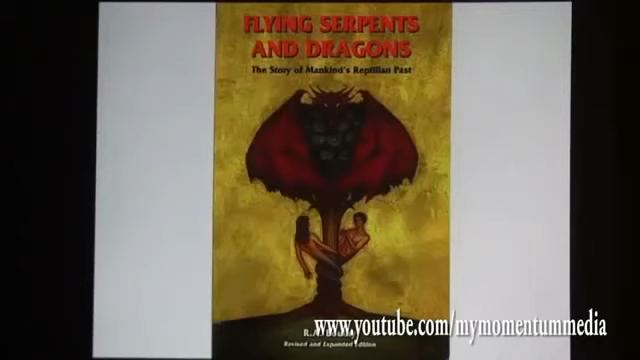 FLYING SERPENTS
AND DRAGONS
The Story of Mankind's Reptilian Past
R.A.
www.youtube.com/mymomentummedia
Revised and Expanded Edition